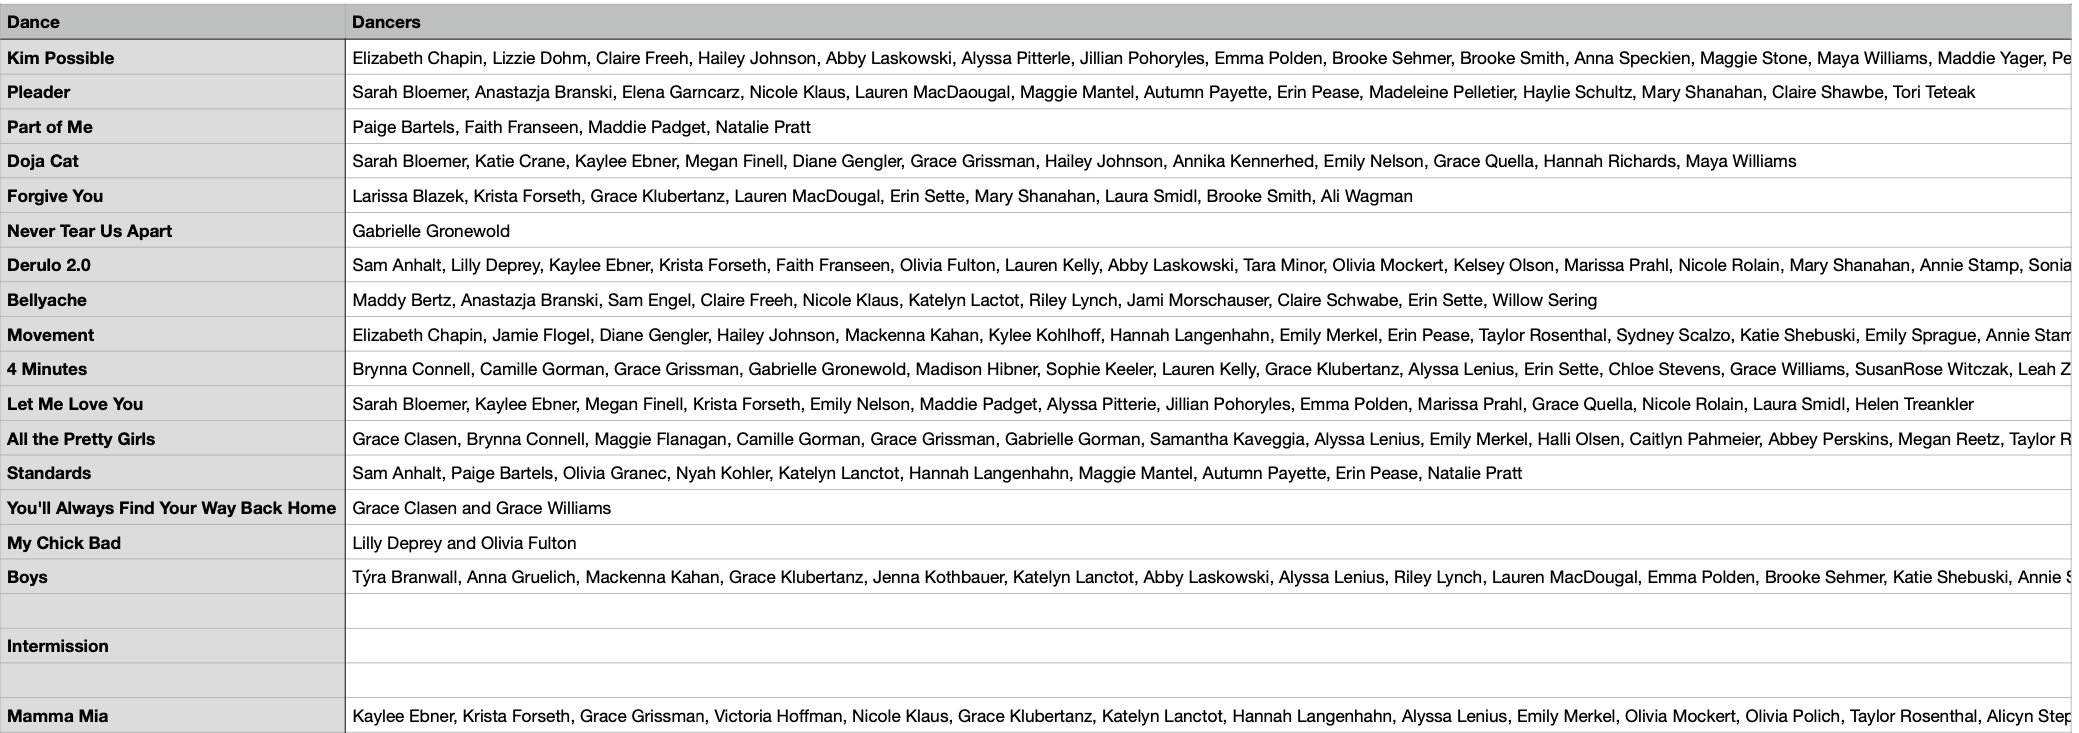 Dance Dancers
Kim Possible Elizabeth Chapin, Lizzie Dohm, Claire Freeh, Hailey Johnson, Abby Laskowski, Alyssa Pitterle, Jillian Pohoryles, Emma Polden, Brooke Sehmer, Brooke Smith, Anna Speckien, Maggie Stone, Maya Williams, Maddie Yager, Pe
Pleader Sarah Bloemer, Anastazja Branski, Elena Garncarz, Nicole Klaus, Lauren MacDaougal, Maggie Mantel, Autumn Payette, Erin Pease, Madeleine Pelletier, Haylie Schultz, Mary Shanahan, Claire Shawbe, Tori Teteak
Part of Me Paige Bartels, Faith Franseen, Maddie Padget, Natalie Pratt
Doja Cat Sarah Bloemer, Katie Crane, Kaylee Ebner, Megan Finell, Diane Gengler, Grace Grissman, Hailey Johnson, Annika Kennerhed, Emily Nelson, Grace Quella, Hannah Richards, Maya Williams
Forgive You Larissa Blazek, Krista Forseth, Grace Klubertanz, Lauren MacDougal, Erin Sette, Mary Shanahan, Laura Smidl, Brooke Smith, Ali Wagman
Never Tear Us Apart Gabrielle Gronewold
Derulo 2.0 Sam Anhalt, Lilly Deprey, Kaylee Ebner, Krista Forseth, Faith Franseen, Olivia Fulton, Lauren Kelly, Abby Laskowski, Tara Minor, Olivia Mockert, Kelsey Olson, Marissa Prahl, Nicole Rolain, Mary Shanahan, Annie Stamp, Sonia
Bellyache Maddy Bertz, Anastazja Branski, Sam Engel, Claire Freeh, Nicole Klaus, Katelyn Lactot, Riley Lynch, Jami Morschauser, Claire Schwabe, Erin Sette, Willow Sering
Movement Elizabeth Chapin, Jamie Flogel, Diane Gengler, Hailey Johnson, Mackenna Kahan, Kylee Kohlhoff, Hannah Langenhahn, Emily Merkel, Erin Pease, Taylor Rosenthal, Sydney Scalzo, Katie Shebuski, Emily Sprague, Annie Stam
4 Minutes Brynna Connell, Camille Gorman, Grace Grissman, Gabrielle Gronewold, Madison Hibner, Sophie Keeler, Lauren Kelly, Grace Klubertanz, Alyssa Lenius, Erin Sette, Chloe Stevens, Grace Williams, SusanRose Witczak, Leah Z
Let Me Love You Sarah Bloemer, Kaylee Ebner, Megan Finell, Krista Forseth, Emily Nelson, Maddie Padget, Alyssa Pitterie, Jillian Pohoryles, Emma Polden, Marissa Prahl, Grace Quella, Nicole Rolain, Laura Smidl, Helen Treankler
All the Pretty Girls Grace Clasen, Brynna Connell, Maggie Flanagan, Camille Gorman, Grace Grissman, Gabrielle Gorman, Samantha Kaveggia, Alyssa Lenius, Emily Merkel, Halli Olsen, Caitlyn Pahmeier, Abbey Perskins, Megan Reetz, Taylor R
Standards Sam Anhalt, Paige Bartels, Olivia Granec, Nyah Kohler, Katelyn Lanctot, Hannah Langenhahn, Maggie Mantel, Autumn Payette, Erin Pease, Natalie Pratt
You'll Always Find Your Way Back Home Grace Clasen and Grace Williams
My Chick Bad Lilly Deprey and Olivia Fulton
Boys Týra Branwall, Anna Gruelich, Mackenna Kahan, Grace Klubertanz, Jenna Kothbauer, Katelyn Lanctot, Abby Laskowski, Alyssa Lenius, Riley Lynch, Lauren MacDougal, Emma Polden, Brooke Sehmer, Katie Shebuski, Annie S
Intermission
Mamma Mia Kaylee Ebner, Krista Forseth, Grace Grissman, Victoria Hoffman, Nicole Klaus, Grace Klubertanz, Katelyn Lanctot, Hannah Langenhahn, Alyssa Lenius, Emily Merkel, Olivia Mockert, Olivia Polich, Taylor Rosenthal, Alicyn Step